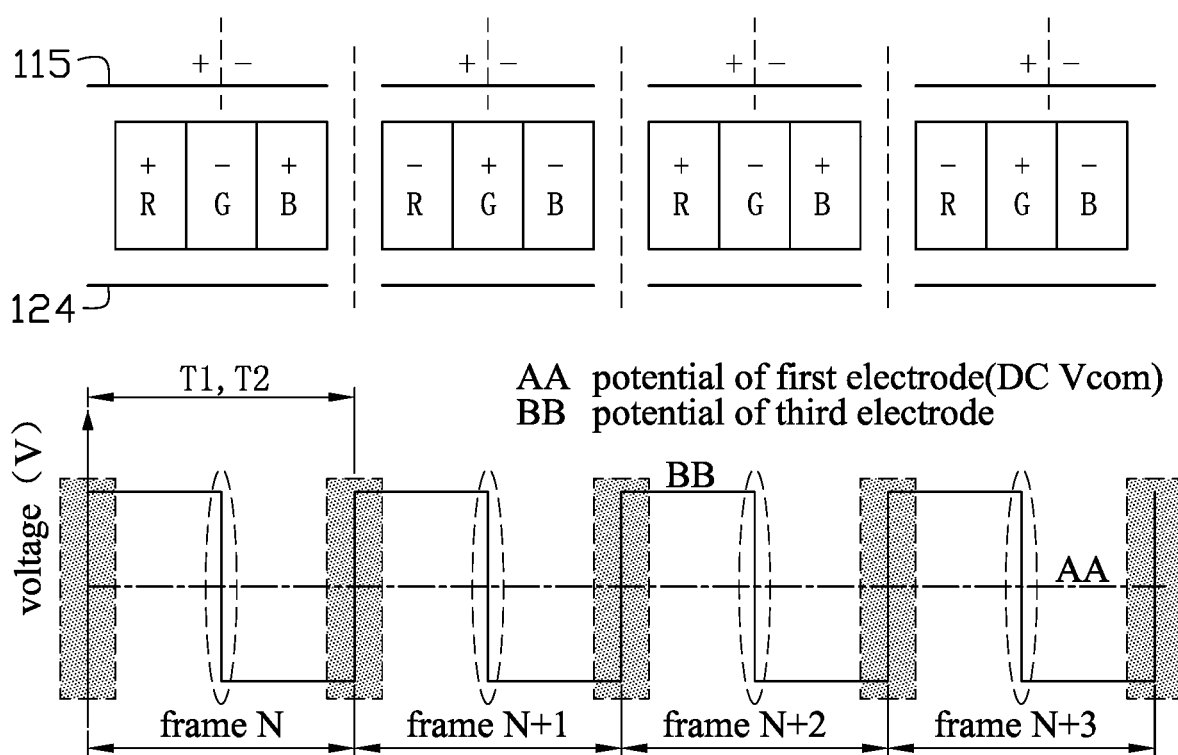 115
+ − + − + − + −
+ − + − + − + − + − + −
R G B R G B R G B R G B
124
T1, T2
AA potential of first electrode(DC Vcom)
BB potential of third electrode
voltage (V)
BB
AA
frame N frame N+1 frame N+2 frame N+3